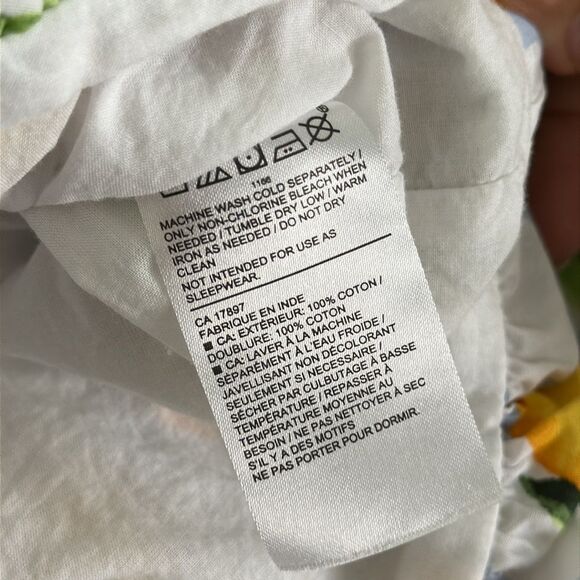 1166
MACHINE WASH COLD SEPARATELY /
ONLY NON-CHLORINE BLEACH WHEN
NEEDED / TUMBLE DRY LOW / WARM
IRON AS NEEDED / DO NOT DRY
CLEAN
NOT INTENDED FOR USE AS
SLEEPWEAR.
CA 17897
FABRIQUE EN INDE
■ CA: EXTÉRIEUR: 100% COTON /
DOUBLURE, 100% COTON
■ CA: LAVER À LA MACHINE
SÉPARÉMENT À L'EAU FROIDE /
JAVELLISANT NON DÉCOLORANT
SEULEMENT SI NECESSAIRE /
SÉCHER PAR CULBUTAGE À BASSE
TEMPÉRATURE / REPASSER À
TEMPÉRATURE MOYENNE AU
BESOIN / NE PAS NETTOYER À SEC
S'IL Y A DES MOTIFS
NE PAS PORTER POUR DORMIR.